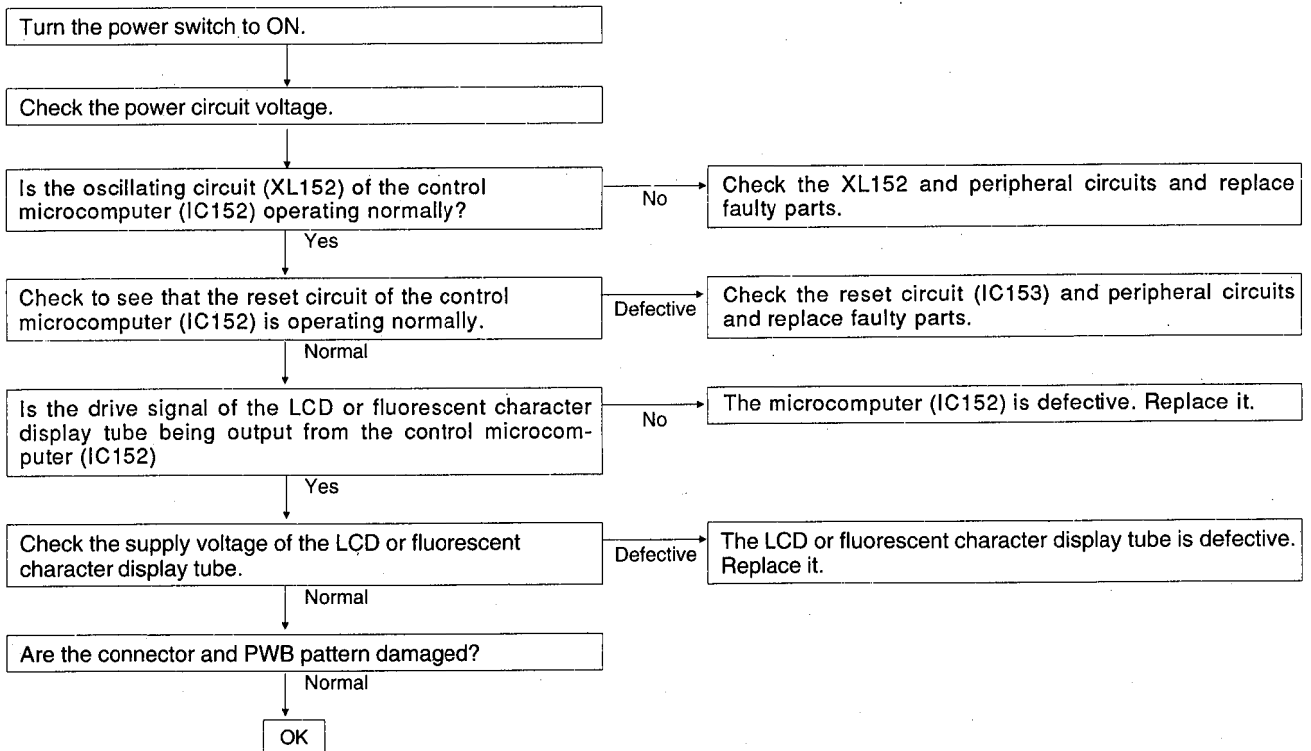 Turn the power switch to ON.
Check the power circuit voltage.
Is the oscillating circuit (XL152) of the control
microcomputer (IC152) operating normally?
No
Check the XL152 and peripheral circuits and replace
faulty parts.
Yes
Check to see that the reset circuit of the control
microcomputer (IC152) is operating normally.
Defective
Check the reset circuit (IC153) and peripheral circuits
and replace faulty parts.
Normal
Is the drive signal of the LCD or fluorescent character
display tube being output from the control microcom-
puter (IC152)
No
The microcomputer (IC152) is defective. Replace it.
Yes
Check the supply voltage of the LCD or fluorescent
character display tube.
Defective
The LCD or fluorescent character display tube is defective.
Replace it.
Normal
Are the connector and PWB pattern damaged?
Normal
OK